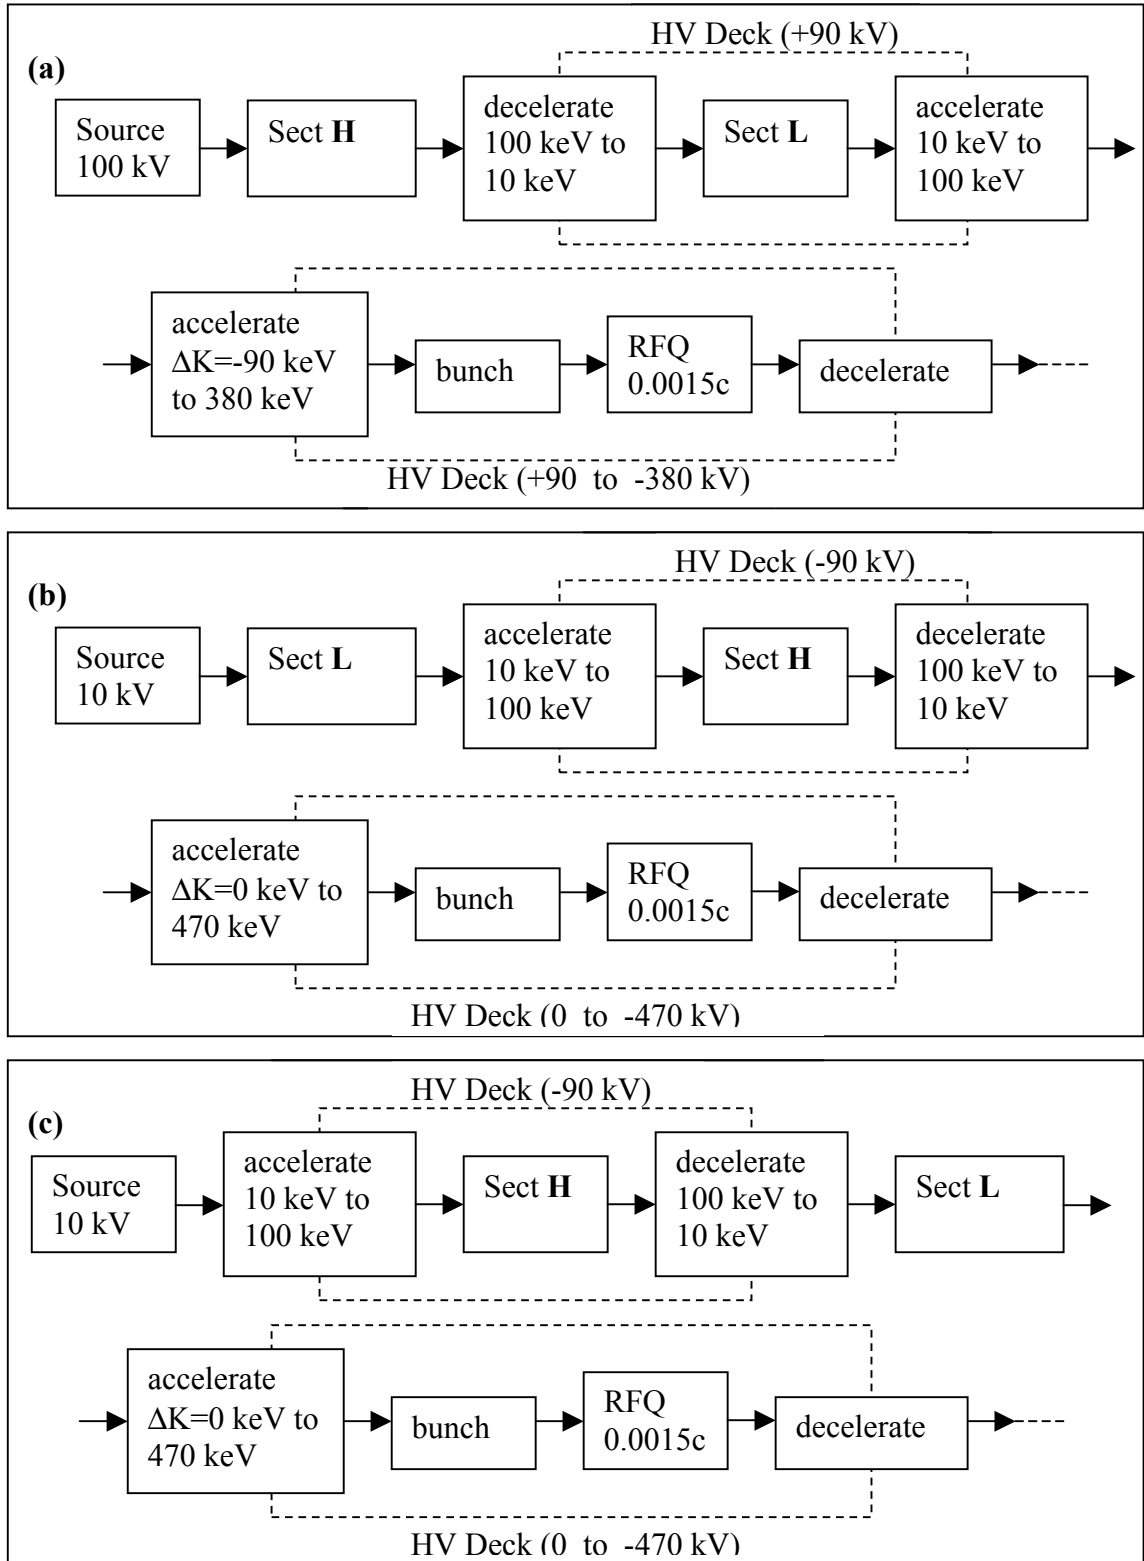 HV Deck (+90 kV)
(a)
Source
100 kV
Sect H
decelerate
100 keV to
10 keV
Sect L
accelerate
10 keV to
100 keV
accelerate
ΔK=-90 keV
to 380 keV
bunch
RFQ
0.0015c
decelerate
HV Deck (+90 to -380 kV)
HV Deck (-90 kV)
(b)
Source
10 kV
Sect L
accelerate
10 keV to
100 keV
Sect H
decelerate
100 keV to
10 keV
accelerate
ΔK=0 keV to
470 keV
bunch
RFQ
0.0015c
decelerate
HV Deck (0 to -470 kV)
HV Deck (-90 kV)
(c)
Source
10 kV
accelerate
10 keV to
100 keV
Sect H
decelerate
100 keV to
10 keV
Sect L
accelerate
ΔK=0 keV to
470 keV
bunch
RFQ
0.0015c
decelerate
HV Deck (0 to -470 kV)